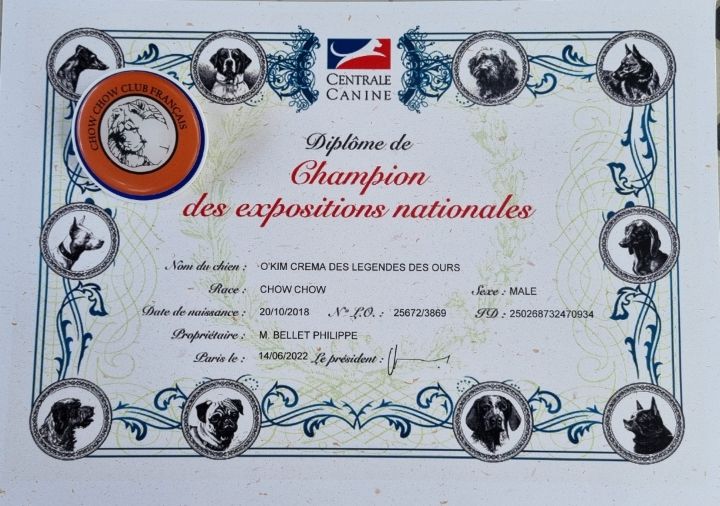 CENTRALE
CANINE
CHOW CHOW CLUB FRANÇAIS
Diplôme de
Champion
des expositions nationales
Nom du chien : O'KIM CREMA DES LEGENDES DES OURS
Race : CHOW CHOW Sexe : MALE
Date de naissance : 20/10/2018 N° L.O. : 25672/3869 ID : 250268732470934
Propriétaire : M. BELLET PHILIPPE
Paris le : 14/06/2022 Le président :